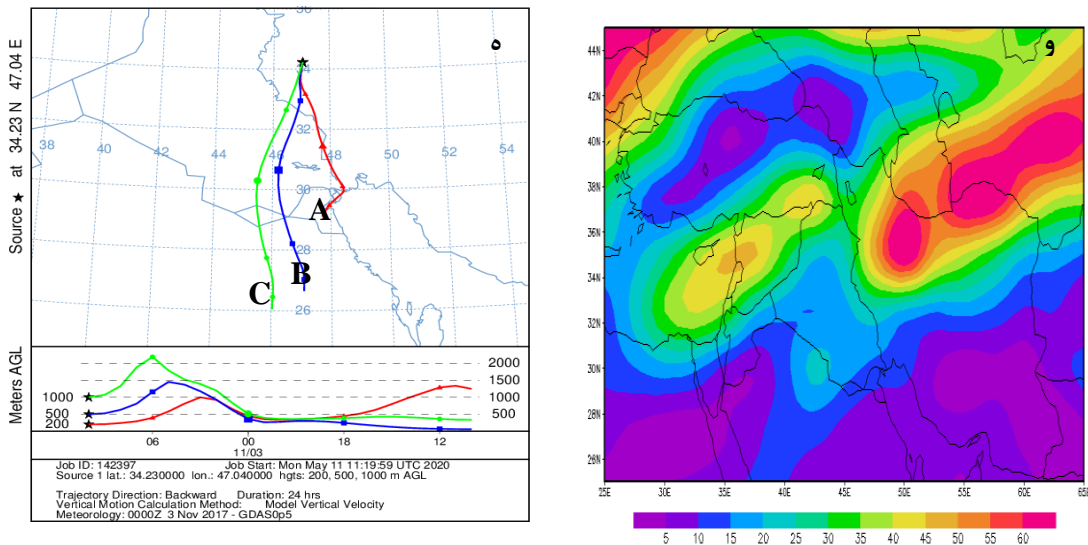 Source ★ at 34.23 N 47.04 E
ه
34
32
38 40 42 44 46 48 50 52 54
30
A
28
B
C
26
Meters AGL
2000
1500
1000 1000
500 500
200
06 00 18 12
11/03
Job ID: 142397 Job Start: Mon May 11 11:19:59 UTC 2020
Source 1 lat.: 34.230000 lon.: 47.040000 hgts: 200, 500, 1000 m AGL
Trajectory Direction: Backward Duration: 24 hrs
Vertical Motion Calculation Method: Model Vertical Velocity
Meteorology: 0000Z 3 Nov 2017 - GDAS0p5
و
44N
42N
40N
38N
36N
34N
32N
30N
28N
26N
25E 30E 35E 40E 45E 50E 55E 60E 65E
5 10 15 20 25 30 35 40 45 50 55 60